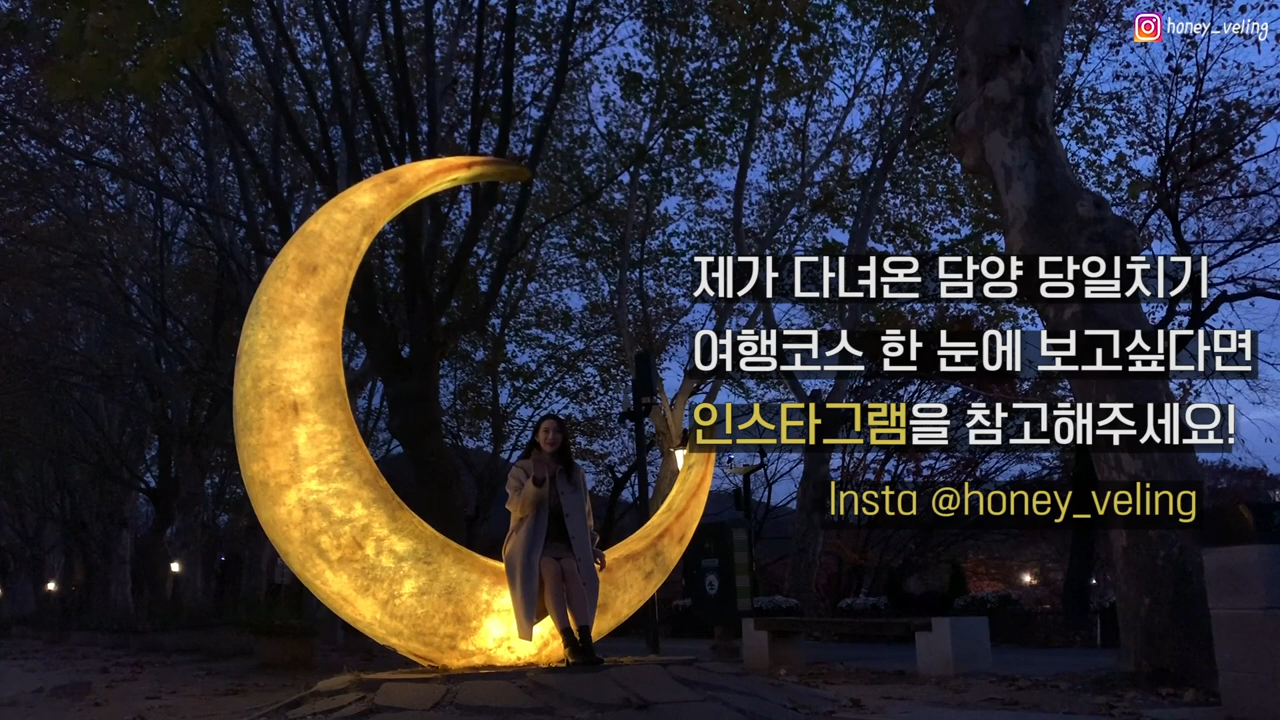 honey_veling
제가 다녀온 담양 당일치기
여행코스 한 눈에 보고싶다면
인스타그램을 참고해주세요!
Insta @honey_veling